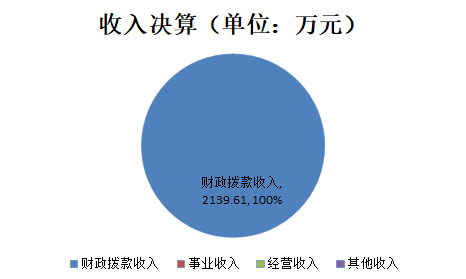 收入决算（单位：万元）
财政拨款收入,
2139.61, 100%
财政拨款收入 事业收入 经营收入 其他收入